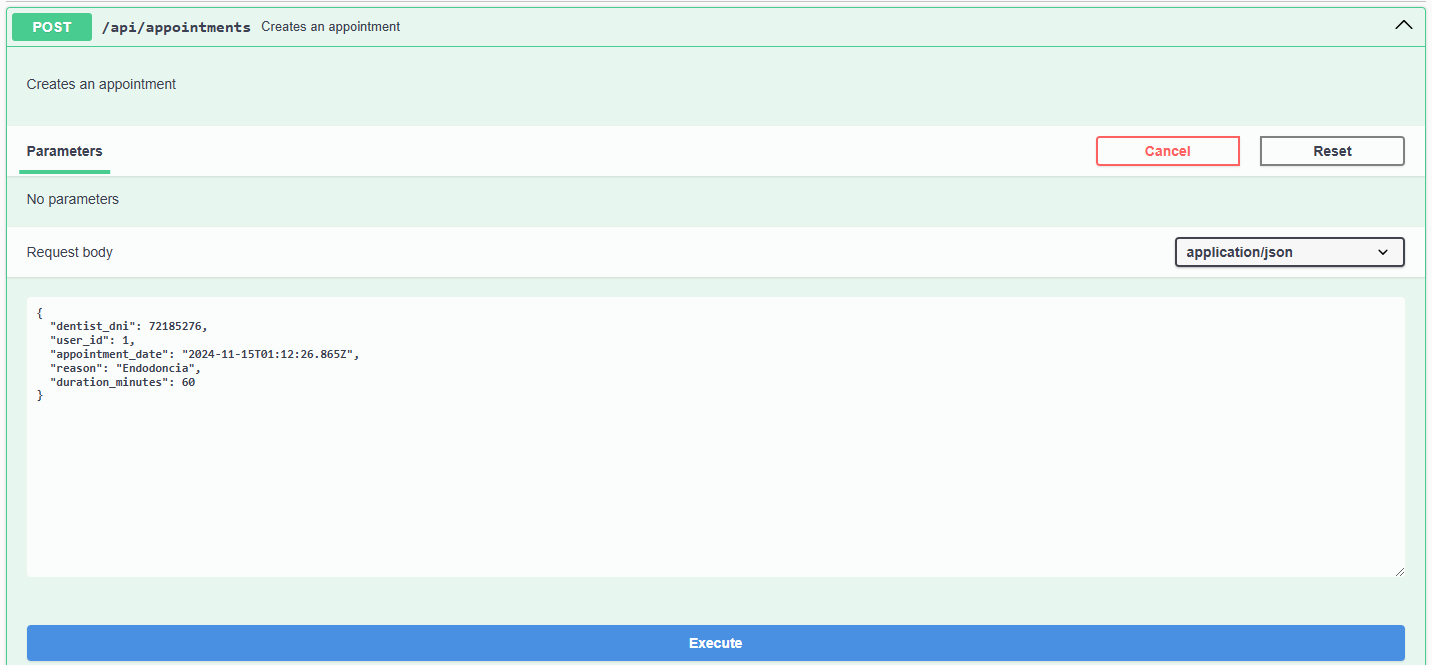 POST /api/appointments Creates an appointment
Creates an appointment
Parameters Cancel Reset
No parameters
Request body application/json
{
  "dentist_dni": 72185276,
  "user_id": 1,
  "appointment_date": "2024-11-15T01:12:26.865Z",
  "reason": "Endodoncia",
  "duration_minutes": 60
}
Execute